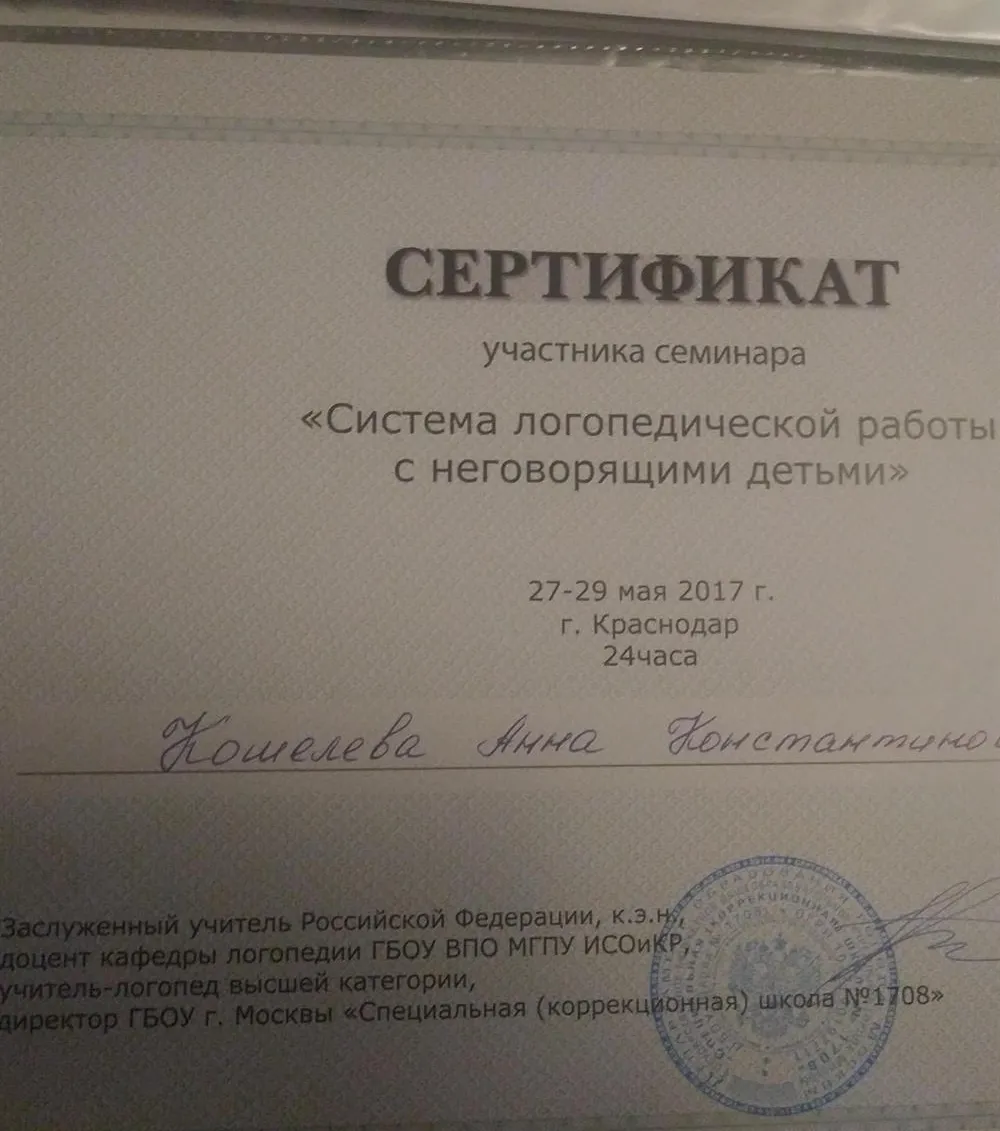 СЕРТИФИКАТ
участника семинара
«Система логопедической работы
с неговорящими детьми»
27-29 мая 2017 г.
г. Краснодар
24часа
Кошелева Анна Константинов
Заслуженный учитель Российской Федерации, к.э.н,
доцент кафедры логопедии ГБОУ ВПО МГПУ ИСОиКР,
учитель-логопед высшей категории,
директор ГБОУ г. Москвы «Специальная (коррекционная) школа №1708»